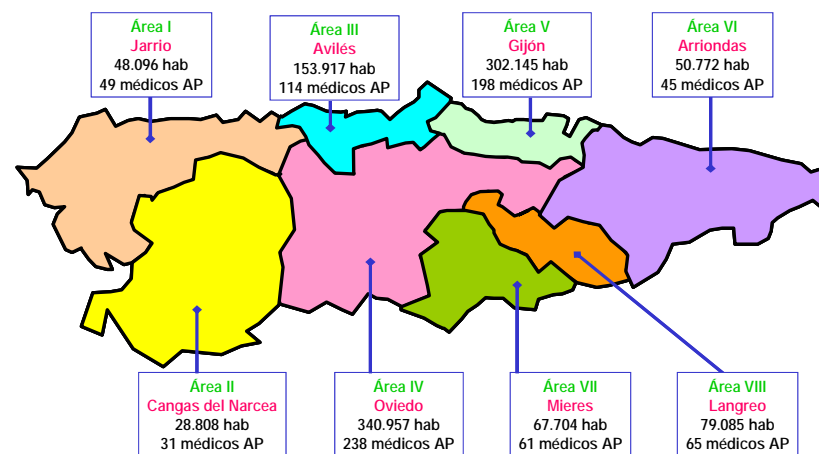 Área I
Jarrio
48.096 hab
49 médicos AP
Área III
Avilés
153.917 hab
114 médicos AP
Área V
Gijón
302.145 hab
198 médicos AP
Área VI
Arriondas
50.772 hab
45 médicos AP
Área II
Cangas del Narcea
28.808 hab
31 médicos AP
Área IV
Oviedo
340.957 hab
238 médicos AP
Área VII
Mieres
67.704 hab
61 médicos AP
Área VIII
Langreo
79.085 hab
65 médicos AP